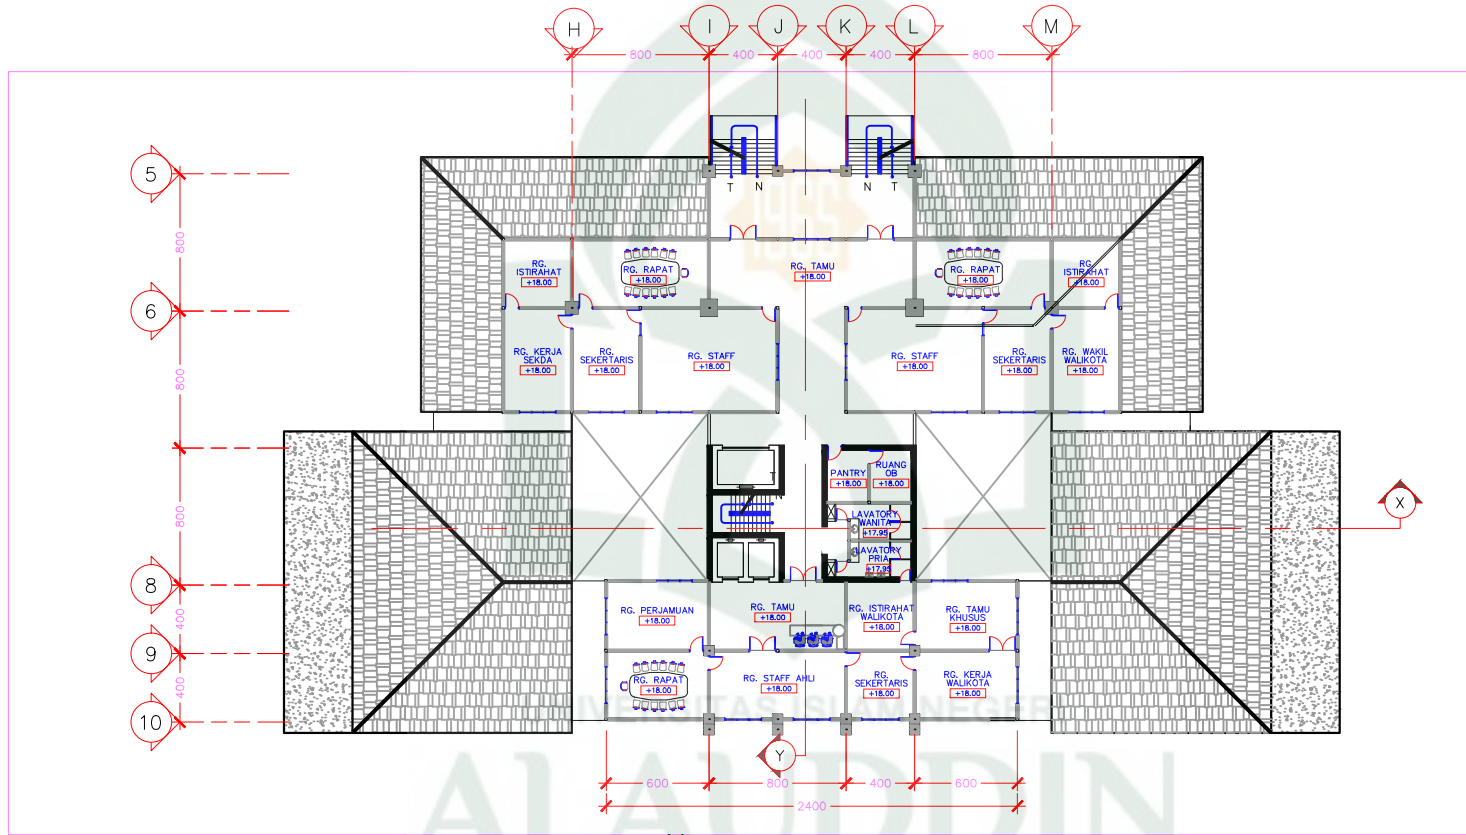 H I J K L M
800 400 400 400 800
5
800
6
800
800
8
400
9
400
10
T N N T
1965
RG. ISTIRAHAT
+18.00
RG. RAPAT
+18.00
RG. TAMU
+18.00
RG. RAPAT
+18.00
RG. ISTIRAHAT
+18.00
RG. KERJA
SEKDA
+18.00
RG.
SEKERTARIS
+18.00
RG. STAFF
+18.00
RG. STAFF
+18.00
RG.
SEKERTARIS
+18.00
RG. WAKIL
WALIKOTA
+18.00
T
N
PANTRY
+18.00
RUANG
OB
+18.00
LAVATORY
WANITA
+17.95
LAVATORY
PRIA
+17.95
X
RG. PERJAMUAN
+18.00
RG. TAMU
+18.00
RG. ISTIRAHAT
WALIKOTA
+18.00
RG. TAMU
KHUSUS
+18.00
RG. RAPAT
+18.00
RG. STAFF AHLI
+18.00
RG.
SEKERTARIS
+18.00
RG. KERJA
WALIKOTA
+18.00
UNIVERSITAS ISLAM NEGERI
Y
600 800 400 600
2400
ALAUDDIN